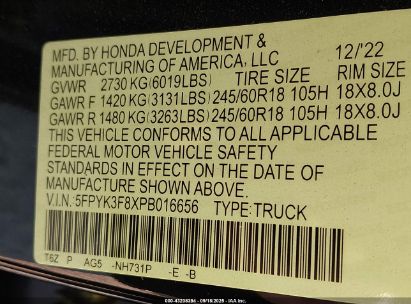 MFD. BY HONDA DEVELOPMENT &
MANUFACTURING OF AMERICA, LLC 12/'22
GVWR 2730 KG(6019LBS) TIRE SIZE RIM SIZE
GAWR F 1420 KG(3131LBS) 245/60R18 105H 18X8.0J
GAWR R 1480 KG(3263LBS) 245/60R18 105H 18X8.0J
THIS VEHICLE CONFORMS TO ALL APPLICABLE
FEDERAL MOTOR VEHICLE SAFETY
STANDARDS IN EFFECT ON THE DATE OF
MANUFACTURE SHOWN ABOVE.
V.I.N.: 5FPYK3F8XPB016656 TYPE:TRUCK
T6Z P AG5 -NH731P -E -B